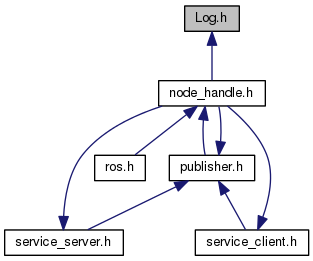 Log.h
node_handle.h
ros.h
publisher.h
service_server.h
service_client.h